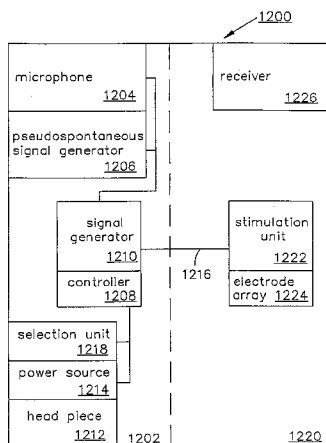 1200
microphone
1204
receiver
1226
pseudospontaneous
signal generator
1206
signal
generator
1210
controller
1208
1216
stimulation
unit
1222
electrode
array 1224
selection unit
1218
power source
1214
head piece
1212
1202
1220